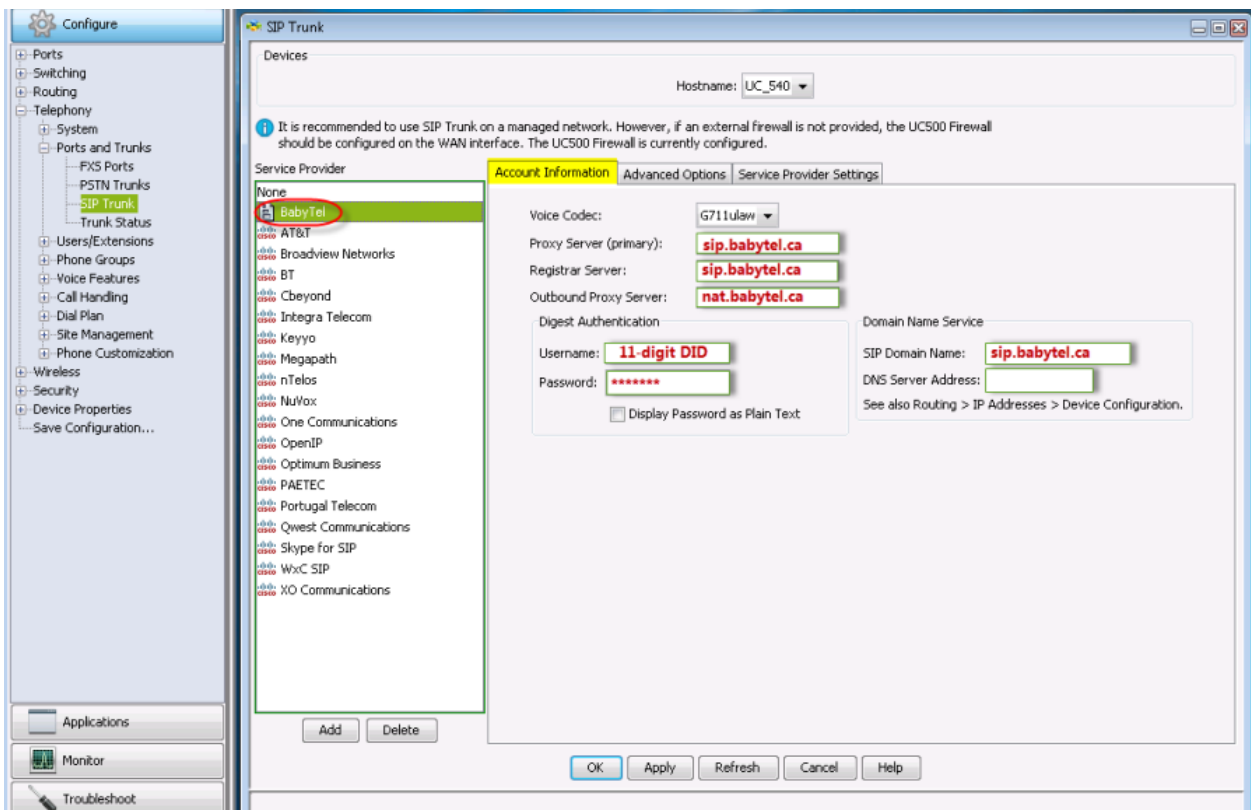 Configure
Ports
Switching
Routing
Telephony
System
Ports and Trunks
FXS Ports
PSTN Trunks
SIP Trunk
Trunk Status
Users/Extensions
Phone Groups
Voice Features
Call Handling
Dial Plan
Site Management
Phone Customization
Wireless
Security
Device Properties
Save Configuration...
Applications
Monitor
Troubleshoot
SIP Trunk
Devices
Hostname: UC_540
It is recommended to use SIP Trunk on a managed network. However, if an external firewall is not provided, the UC500 Firewall
should be configured on the WAN interface. The UC500 Firewall is currently configured.
Service Provider
None
BabyTel
AT&T
Broadview Networks
BT
Cbeyond
Integra Telecom
Keyyo
Megapath
nTelos
NuVox
One Communications
OpenIP
Optimum Business
PAETEC
Portugal Telecom
Qwest Communications
Skype for SIP
WxC SIP
XO Communications
Add Delete
Account Information Advanced Options Service Provider Settings
Voice Codec: G711ulaw
Proxy Server (primary): sip.babytel.ca
Registrar Server: sip.babytel.ca
Outbound Proxy Server: nat.babytel.ca
Digest Authentication
Username: 11-digit DID
Password: *******
Display Password as Plain Text
Domain Name Service
SIP Domain Name: sip.babytel.ca
DNS Server Address:
See also Routing > IP Addresses > Device Configuration.
OK Apply Refresh Cancel Help